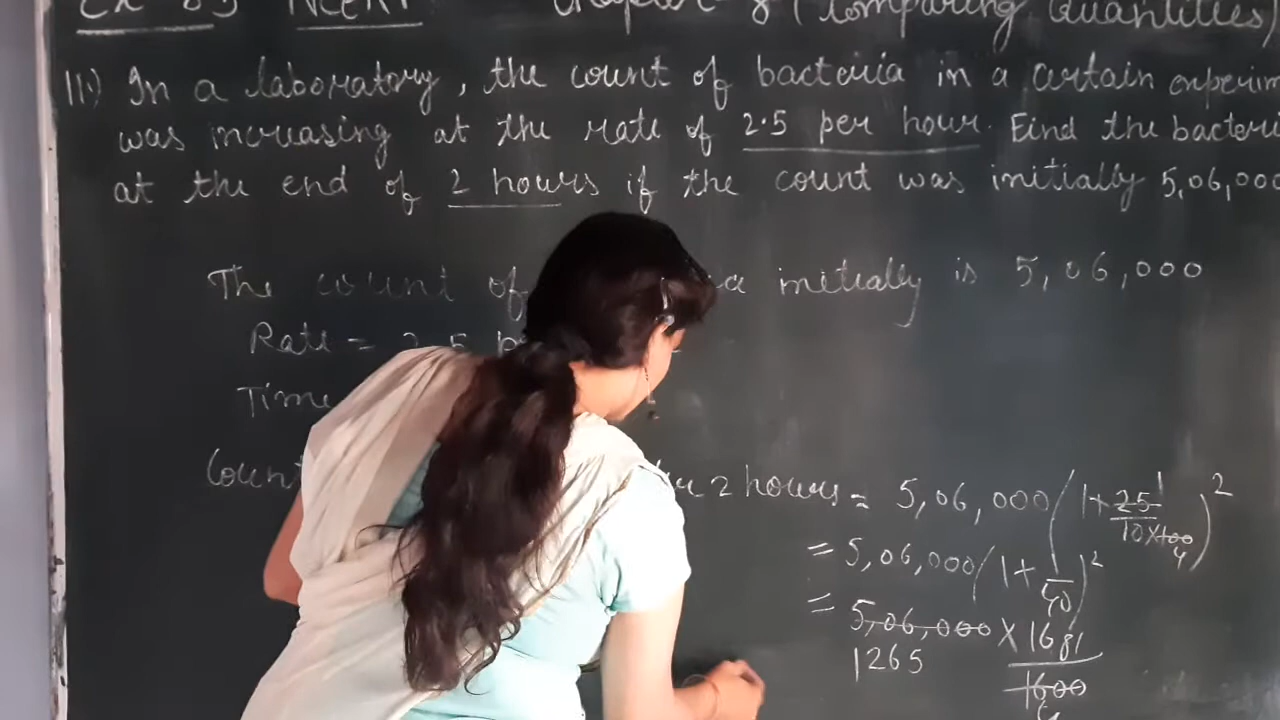 Ex 8.3 NCERT Chapter - 8 (Comparing Quantities)
11.) In a laboratory, the count of bacteria in a certain experim
was increasing at the rate of 2.5 per hour. Find the bacteria
at the end of 2 hours if the count was initially 5,06,000
The count of a initially is 5,06,000
Rate = 2.5 p
Time
Count 2 hours = 5,06,000(1+25/10×100)² 1 4
= 5,06,000(1+1/40)²
= 5,06,000 × 1681/1600
1265 4